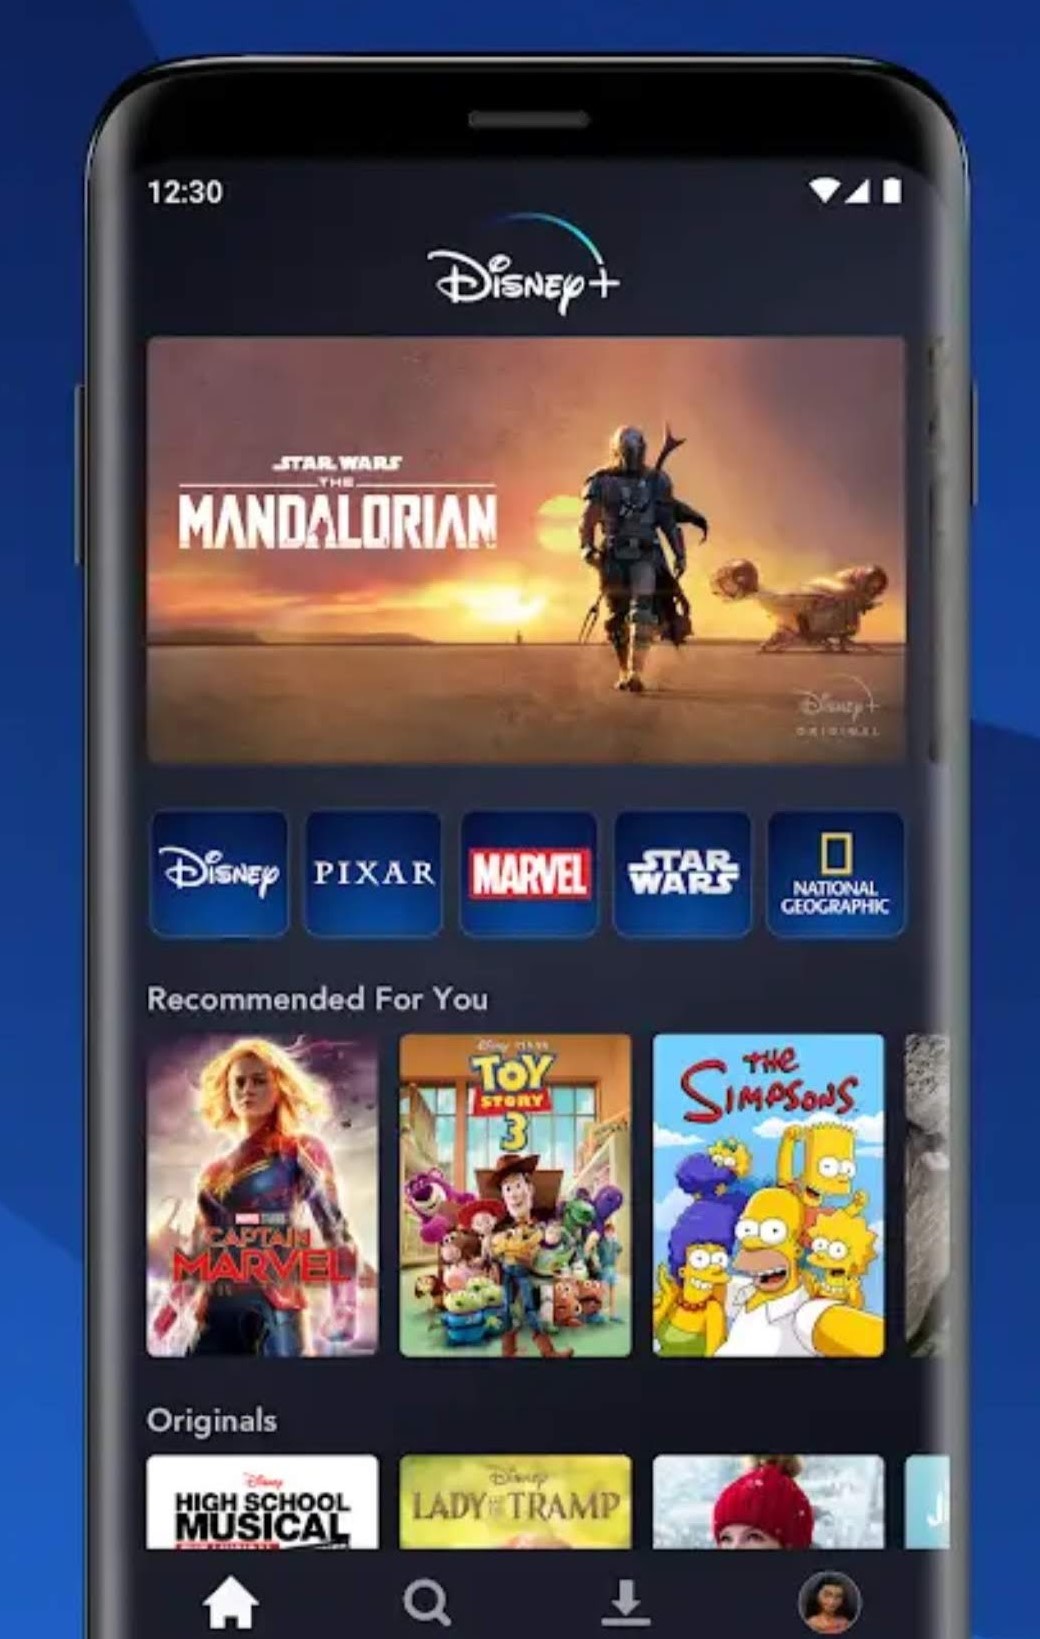 12:30
Disney+
STAR WARS
THE
MANDALORIAN
Disney+
ORIGINAL
Disney
PIXAR
MARVEL
STAR
WARS
NATIONAL
GEOGRAPHIC
Recommended For You
MARVEL STUDIOS
CAPTAIN
MARVEL
Disney PIXAR
TOY
STORY
3
THE
SIMPSONS
Originals
Disney
HIGH SCHOOL
MUSICAL
Disney
LADY AND THE TRAMP